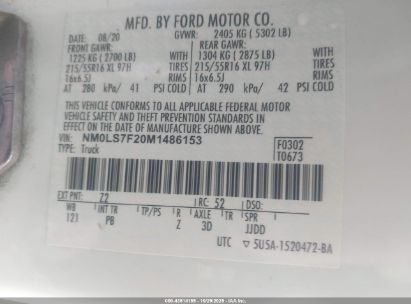 MFD. BY FORD MOTOR CO.
08/20 GVWR: 2405 KG ( 5302 LB)
FRONT GAWR: REAR GAWR:
1225 KG ( 2700 LB) 1304 KG ( 2875 LB)
215/55R16 XL 97H TIRES 215/55R16 XL 97H TIRES
16x6.5J RIMS 16x6.5J RIMS
AT 280 kPa/ 41 PSI COLD AT 290 kPa/ 42 PSI COLD
THIS VEHICLE CONFORMS TO ALL APPLICABLE FEDERAL MOTOR
VEHICLE SAFETY AND THEFT PREVENTION STANDARDS IN
EFFECT ON THE DATE OF MANUFACTURE SHOWN ABOVE.
VIN: NM0LS7F20M1486153 F0302
TYPE: Truck T0673
EXT PNT: Z2 RC: 52 DSO:
WB INT TR TP/PS R AXLE TR SPR
121 PB Z 3D JJDD
UTC ▽ 5U5A-1520472-BA